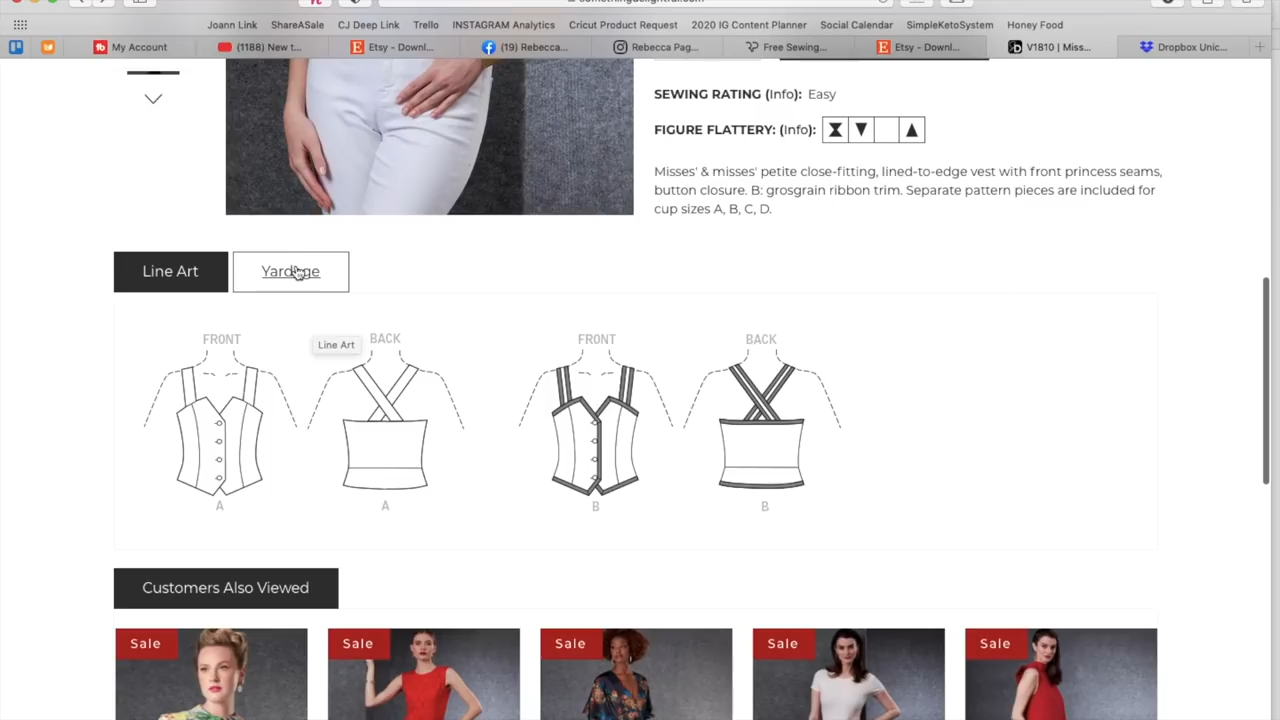 Joann Link ShareASale CJ Deep Link Trello INSTAGRAM Analytics Cricut Product Request 2020 IG Content Planner Social Calendar SimpleKetoSystem Honey Food
My Account (1188) New t... Etsy - Downl... (19) Rebecca... Rebecca Pag... Free Sewing... Etsy - Downl... V1810 | Miss... Dropbox Unic...
SEWING RATING (Info): Easy
FIGURE FLATTERY: (Info):
Misses' & misses' petite close-fitting, lined-to-edge vest with front princess seams,
button closure. B: grosgrain ribbon trim. Separate pattern pieces are included for
cup sizes A, B, C, D.
Line Art Yardage
FRONT BACK FRONT BACK
Line Art
A A B B
Customers Also Viewed
Sale Sale Sale Sale Sale